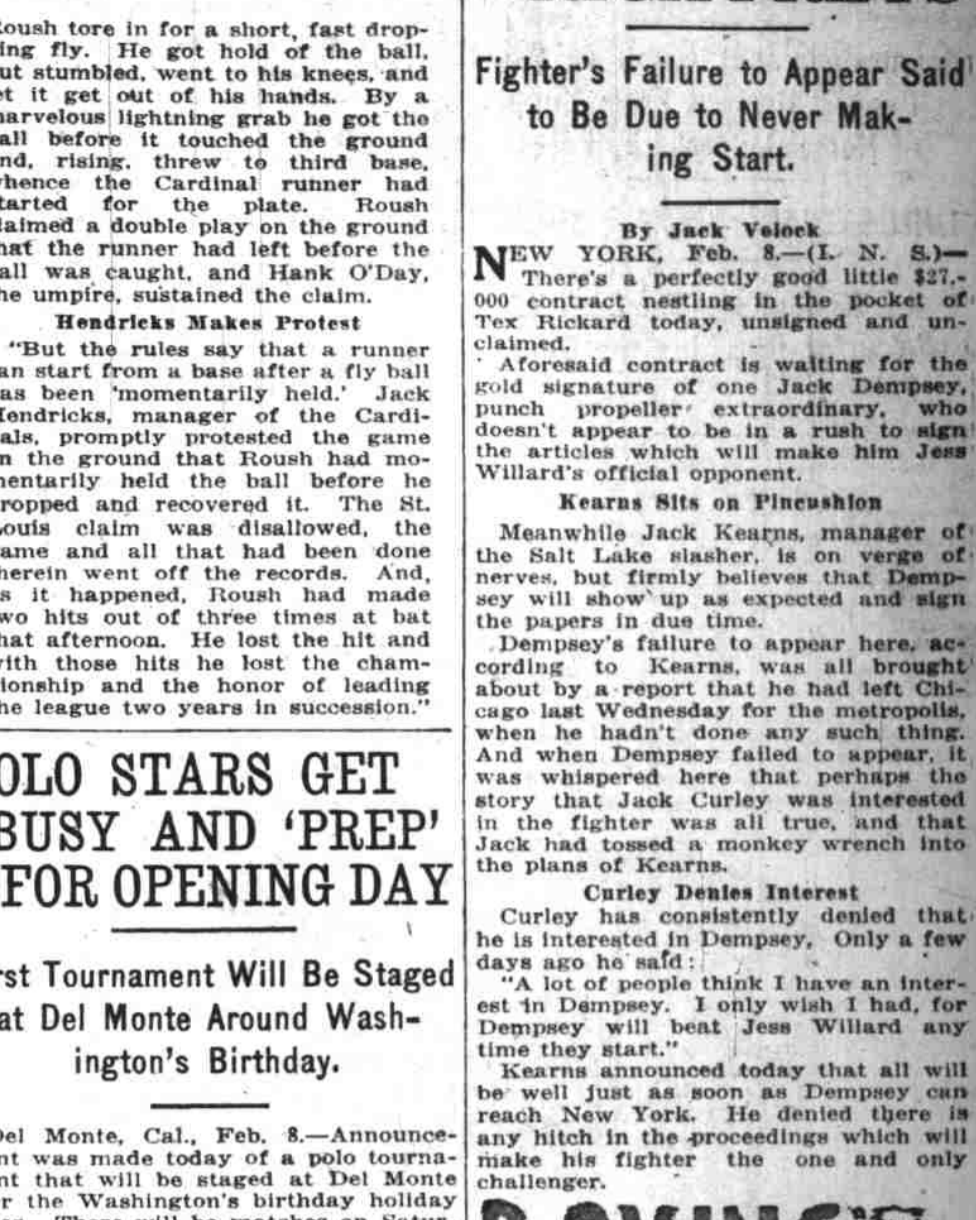 oush tore in for a short, fast drop-
ing fly. He got hold of the ball,
ut stumbled, went to his knees, and
et it get out of his hands. By a
arvelous lightning grab he got the
all before it touched the ground
nd, rising, threw to third base,
hence the Cardinal runner had
tarted for the plate. Roush
laimed a double play on the ground
hat the runner had left before the
all was caught, and Hank O'Day,
he umpire, sustained the claim.
Hendricks Makes Protest
"But the rules say that a runner
an start from a base after a fly ball
as been 'momentarily held.' Jack
Hendricks, manager of the Cardi-
als, promptly protested the game
n the ground that Roush had mo-
mentarily held the ball before he
ropped and recovered it. The St.
Louis claim was disallowed, the
ame and all that had been done
herein went off the records. And,
s it happened, Roush had made
wo hits out of three times at bat
hat afternoon. He lost the hit and
with those hits he lost the cham-
ionship and the honor of leading
he league two years in succession."
OLO STARS GET
BUSY AND 'PREP'
FOR OPENING DAY
rst Tournament Will Be Staged
at Del Monte Around Wash-
ington's Birthday.
Del Monte, Cal., Feb. 8.—Announce-
nt was made today of a polo tourna-
nt that will be staged at Del Monte
r the Washington's birthday holiday
Fighter's Failure to Appear Said
to Be Due to Never Mak-
ing Start.
By Jack Velock
NEW YORK, Feb. 8.—(I. N. S.)—
There's a perfectly good little $27,-
000 contract nestling in the pocket of
Tex Rickard today, unsigned and un-
claimed.
Aforesaid contract is waiting for the
gold signature of one Jack Dempsey,
punch propeller extraordinary, who
doesn't appear to be in a rush to sign
the articles which will make him Jess
Willard's official opponent.
Kearns Sits on Pincushion
Meanwhile Jack Kearns, manager of
the Salt Lake slasher, is on verge of
nerves, but firmly believes that Demp-
sey will show up as expected and sign
the papers in due time.
Dempsey's failure to appear here, ac-
cording to Kearns, was all brought
about by a report that he had left Chi-
cago last Wednesday for the metropolis,
when he hadn't done any such thing.
And when Dempsey failed to appear, it
was whispered here that perhaps the
story that Jack Curley was interested
in the fighter was all true, and that
Jack had tossed a monkey wrench into
the plans of Kearns.
Curley Denies Interest
Curley has consistently denied that
he is interested in Dempsey. Only a few
days ago he said:
"A lot of people think I have an inter-
est in Dempsey. I only wish I had, for
Dempsey will beat Jess Willard any
time they start."
Kearns announced today that all will
be well just as soon as Dempsey can
reach New York. He denied there is
any hitch in the proceedings which will
make his fighter the one and only
challenger.